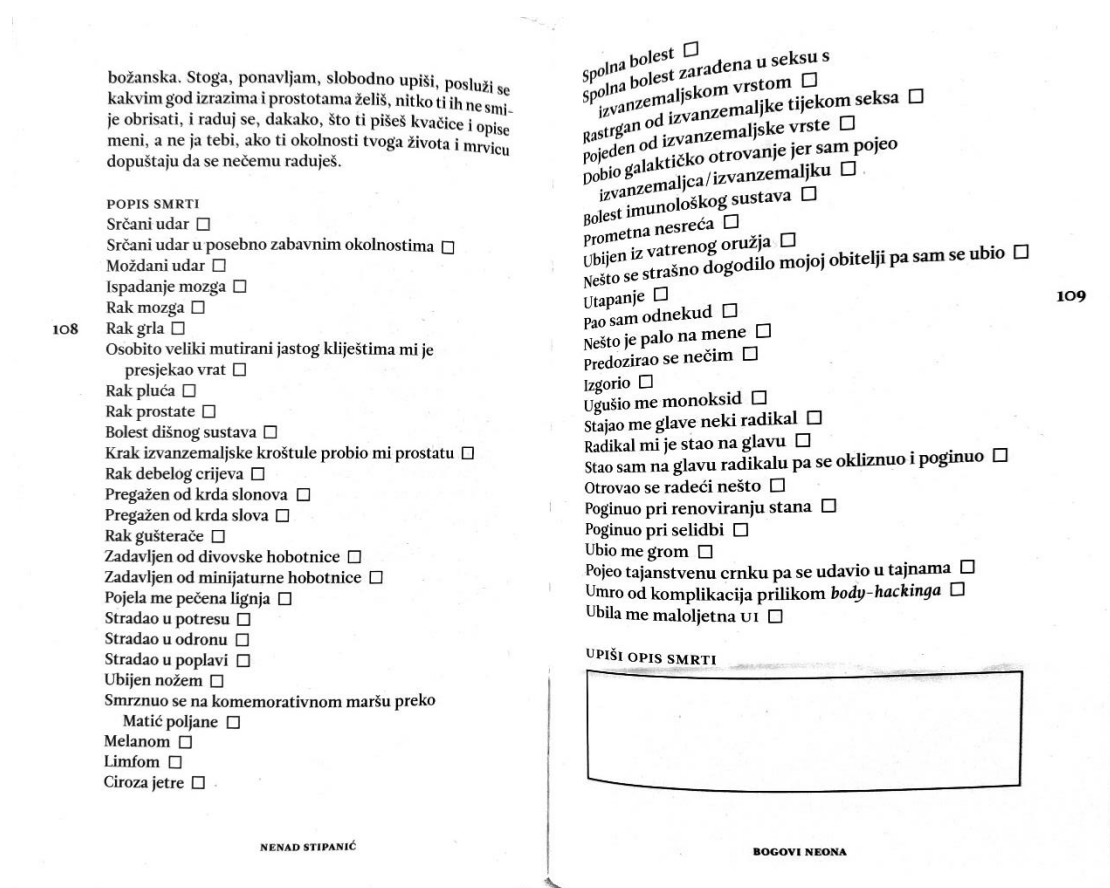 božanska. Stoga, ponavljam, slobodno upiši, posluži se
kakvim god izrazima i prostotama želiš, nitko ti ih ne smi-
je obrisati, i raduj se, dakako, što ti pišeš kvačice i opise
meni, a ne ja tebi, ako ti okolnosti tvoga života i mrvicu
dopuštaju da se nečemu raduješ.
POPIS SMRTI
Srčani udar ☐
Srčani udar u posebno zabavnim okolnostima ☐
Moždani udar ☐
Ispadanje mozga ☐
Rak mozga ☐
108
Rak grla ☐
Osobito veliki mutirani jastog kliještima mi je
presjekao vrat ☐
Rak pluća ☐
Rak prostate ☐
Bolest dišnog sustava ☐
Krak izvanzemaljske kroštule probio mi prostatu ☐
Rak debelog crijeva ☐
Pregažen od krda slonova ☐
Pregažen od krda slova ☐
Rak gušterače ☐
Zadavljen od divovske hobotnice ☐
Zadavljen od minijaturne hobotnice ☐
Pojela me pečena lignja ☐
Stradao u potresu ☐
Stradao u odronu ☐
Stradao u poplavi ☐
Ubijen nožem ☐
Smrznuo se na komemorativnom maršu preko
Matić poljane ☐
Melanom ☐
Limfom ☐
Ciroza jetre ☐
NENAD STIPANIĆ
Spolna bolest ☐
Spolna bolest zarađena u seksu s
izvanzemaljskom vrstom ☐
Rastrgan od izvanzemaljke tijekom seksa ☐
Pojeden od izvanzemaljske vrste ☐
Dobio galaktičko otrovanje jer sam pojeo
izvanzemaljca/izvanzemaljku ☐
Bolest imunološkog sustava ☐
Prometna nesreća ☐
Ubijen iz vatrenog oružja ☐
Nešto se strašno dogodilo mojoj obitelji pa sam se ubio ☐
Utapanje ☐
109
Pao sam odnekud ☐
Nešto je palo na mene ☐
Predozirao se nečim ☐
Izgorio ☐
Ugušio me monoksid ☐
Stajao me glave neki radikal ☐
Radikal mi je stao na glavu ☐
Stao sam na glavu radikalu pa se okliznuo i poginuo ☐
Otrovao se radeći nešto ☐
Poginuo pri renoviranju stana ☐
Poginuo pri selidbi ☐
Ubio me grom ☐
Pojeo tajanstvenu crnku pa se udavio u tajnama ☐
Umro od komplikacija prilikom body-hackinga ☐
Ubila me maloljetna UI ☐
UPIŠI OPIS SMRTI
BOGOVI NEONA